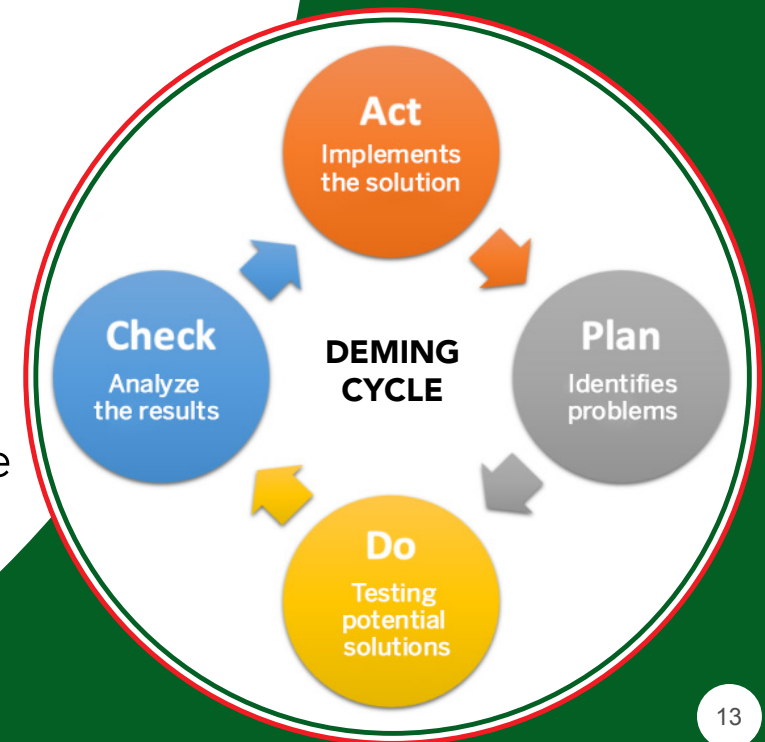 Act
Implements
the solution
Check
Analyze
the results
DEMING
CYCLE
Plan
Identifies
problems
e
Do
Testing
potential
solutions
13